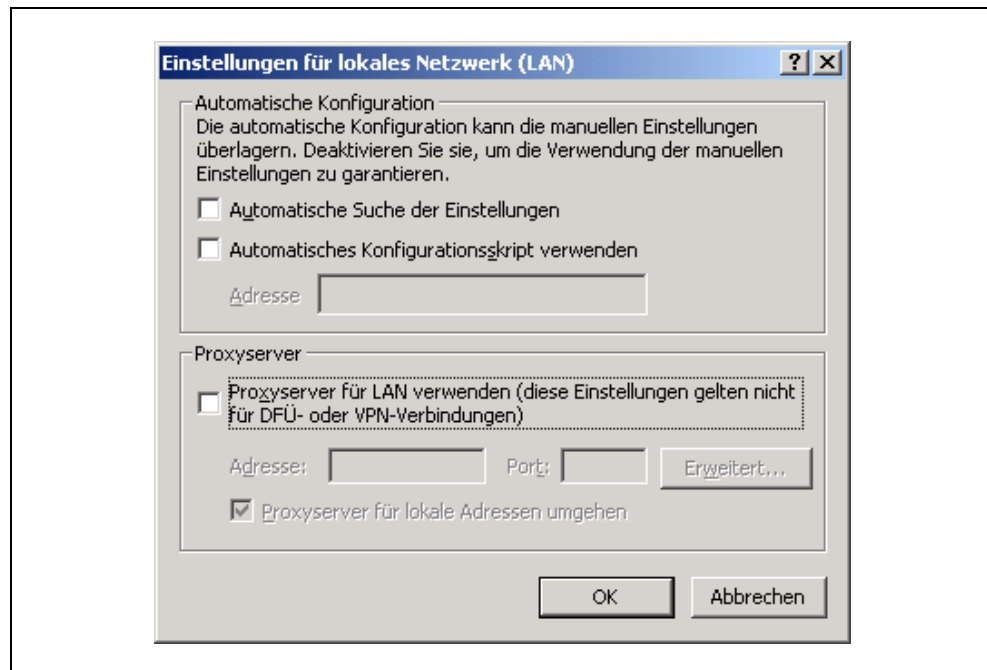 Einstellungen für lokales Netzwerk (LAN)
Automatische Konfiguration
Die automatische Konfiguration kann die manuellen Einstellungen
überlagern. Deaktivieren Sie sie, um die Verwendung der manuellen
Einstellungen zu garantieren.
Automatische Suche der Einstellungen
Automatisches Konfigurationsskript verwenden
Adresse
Proxyserver
Proxyserver für LAN verwenden (diese Einstellungen gelten nicht
für DFÜ- oder VPN-Verbindungen)
Adresse: Port: Erweitert...
Proxyserver für lokale Adressen umgehen
OK Abbrechen